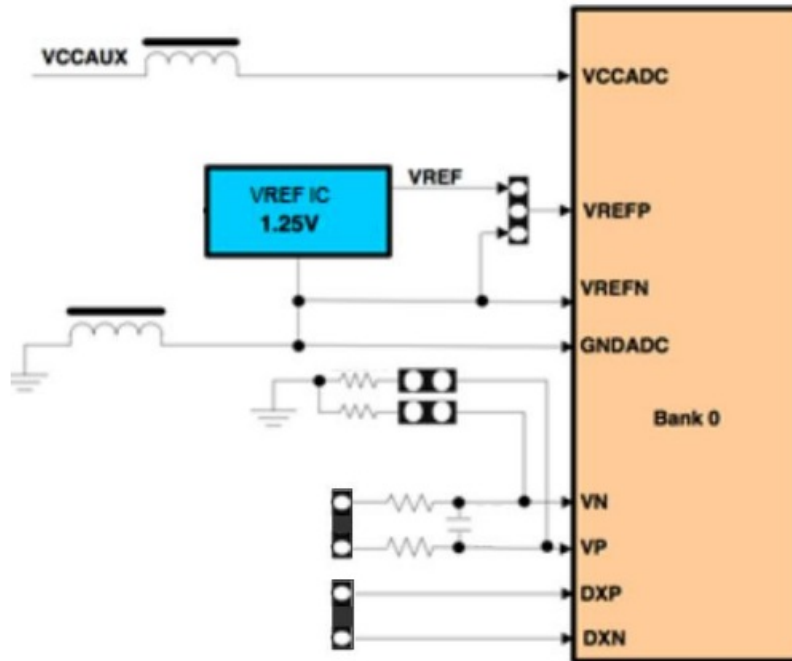 VCCAUX
VCCADC
VREF
VREF IC
1.25V
VREFP
VREFN
GNDADC
Bank 0
VN
VP
DXP
DXN